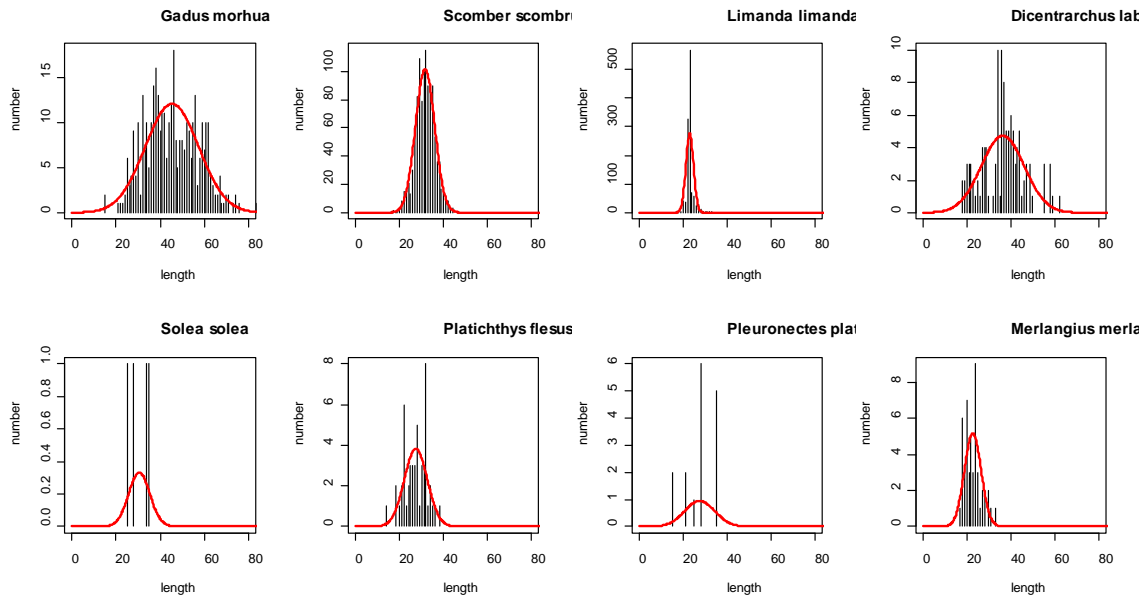 Gadus morhua
Scomber scombru
Limanda limanda
Dicentrarchus lab
number
0 5 10 15
0 20 40 60 80
length
number
0 20 40 60 80 100
0 20 40 60 80
length
number
0 100 300 500
0 20 40 60 80
length
number
0 2 4 6 8 10
0 20 40 60 80
length
Solea solea
Platichthys flesus
Pleuronectes plat
Merlangius merla
number
0.0 0.2 0.4 0.6 0.8 1.0
0 20 40 60 80
length
number
0 2 4 6 8
0 20 40 60 80
length
number
0 1 2 3 4 5 6
0 20 40 60 80
length
number
0 2 4 6 8
0 20 40 60 80
length